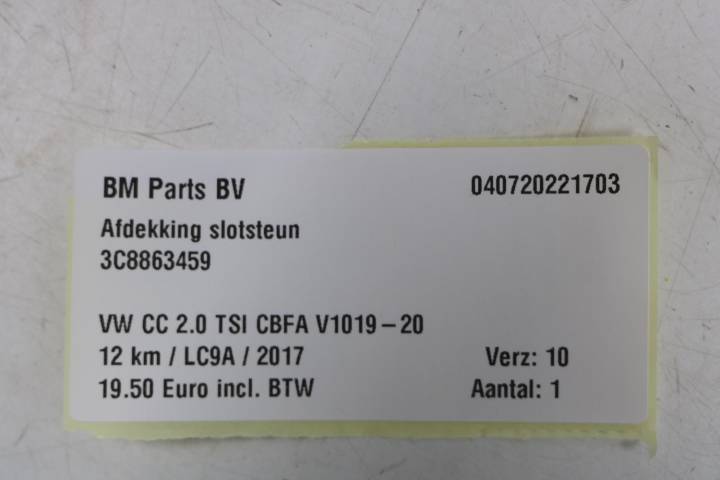 BM Parts BV 040720221703
Afdekking slotsteun
3C8863459
VW CC 2.0 TSI CBFA V1019-20
12 km / LC9A / 2017 Verz: 10
19.50 Euro incl. BTW Aantal: 1